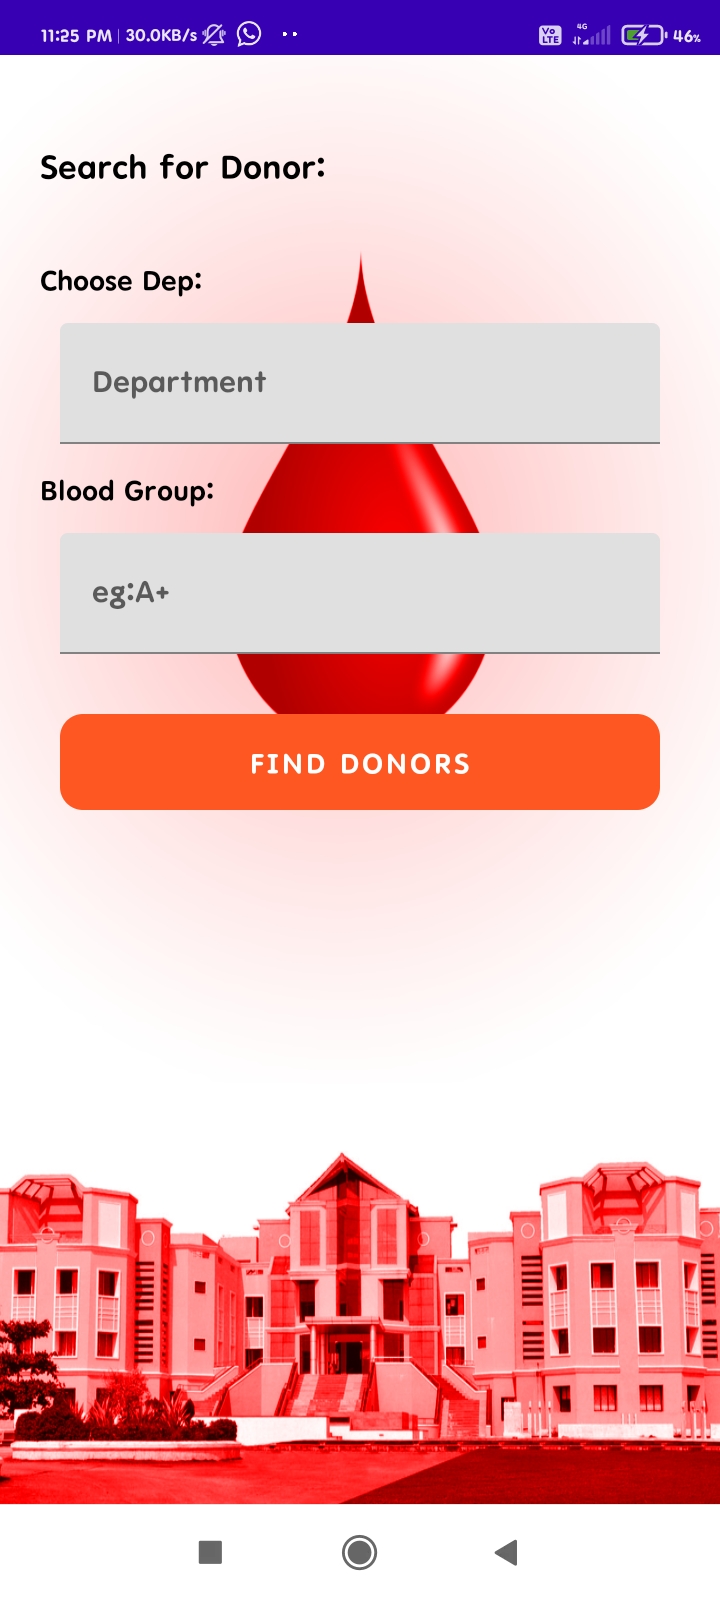 11:25 PM | 30.0KB/s
Vo LTE 4G 46%
Search for Donor:
Choose Dep:
Department
Blood Group:
eg:A+
FIND DONORS